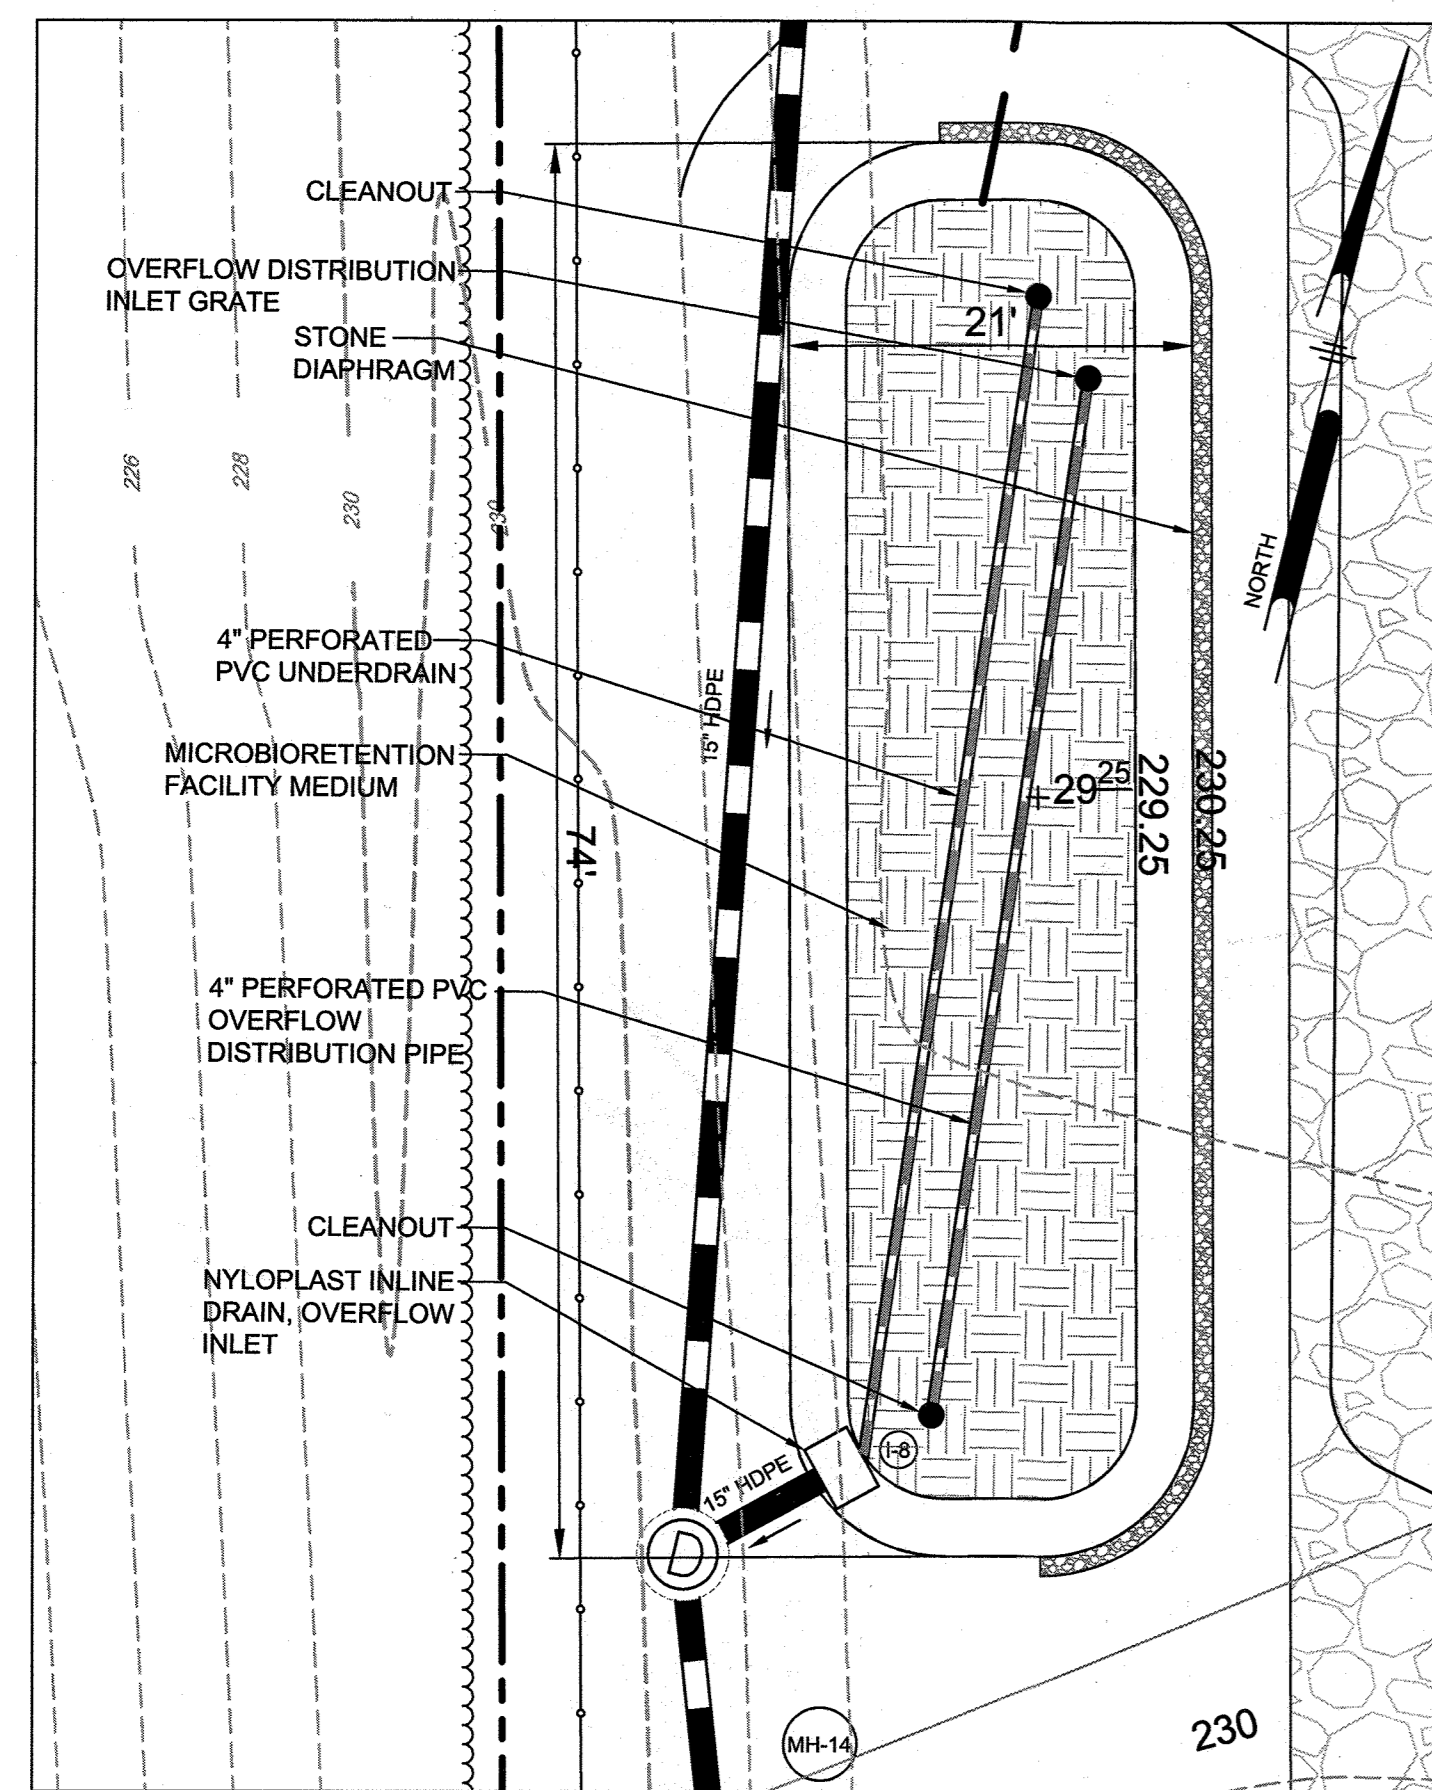 CLEANOUT
OVERFLOW DISTRIBUTION
INLET GRATE
STONE
DIAPHRAGM
21'
226
228
230
230
NORTH
4" PERFORATED
PVC UNDERDRAIN
15" HDPE
MICROBIORETENTION
FACILITY MEDIUM
+29 25
229.25
230.25
74'
4" PERFORATED PVC
OVERFLOW
DISTRIBUTION PIPE
CLEANOUT
NYLOPLAST INLINE
DRAIN, OVERFLOW
INLET
I-8
15" HDPE
D
MH-14
230